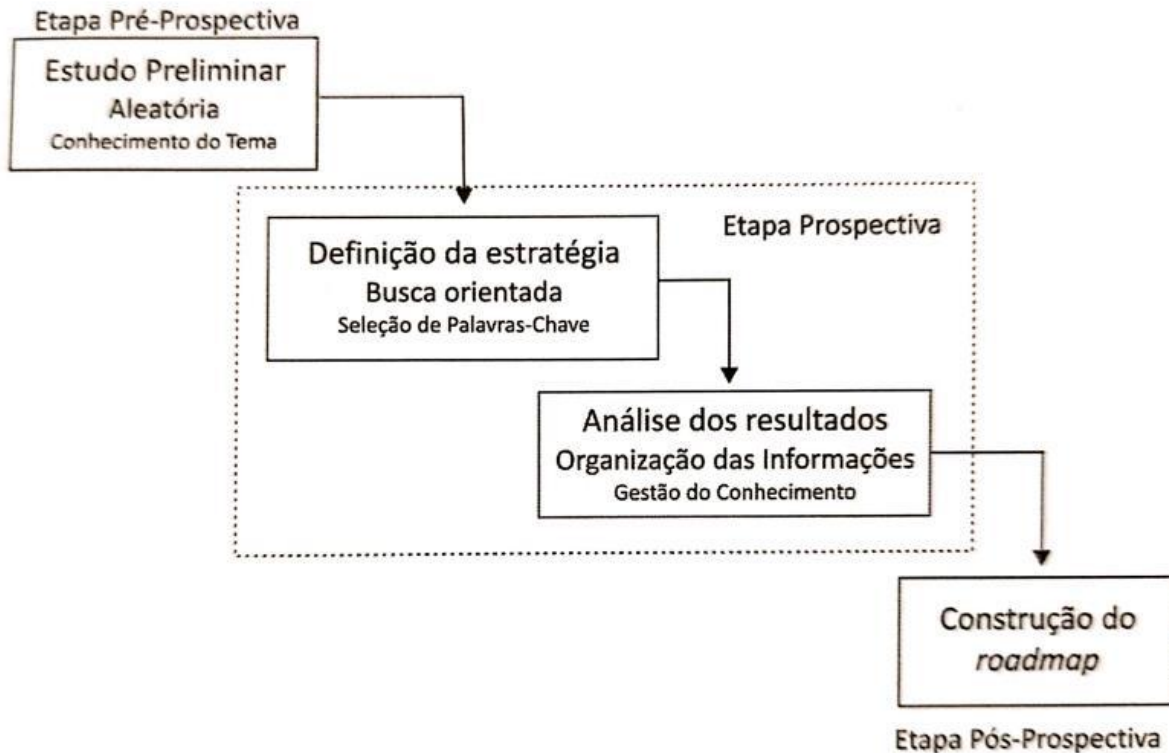 Etapa Pré-Prospectiva
Estudo Preliminar
Aleatória
Conhecimento do Tema
Etapa Prospectiva
Definição da estratégia
Busca orientada
Seleção de Palavras-Chave
Análise dos resultados
Organização das Informações
Gestão do Conhecimento
Construção do
roadmap
Etapa Pós-Prospectiva